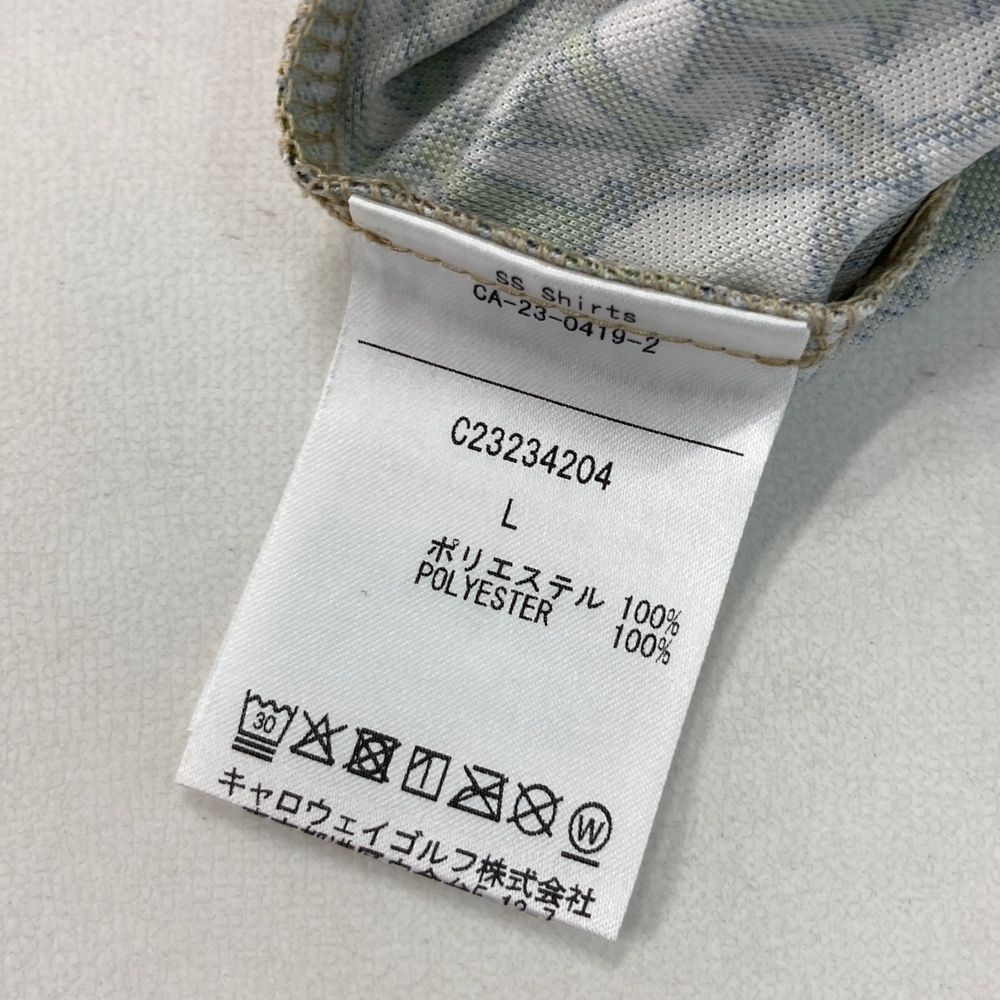 SS Shirts
CA-23-0419-2
C23234204
L
ポリエステル 100%
POLYESTER 100%
30
W
キャロウェイゴルフ株式会社